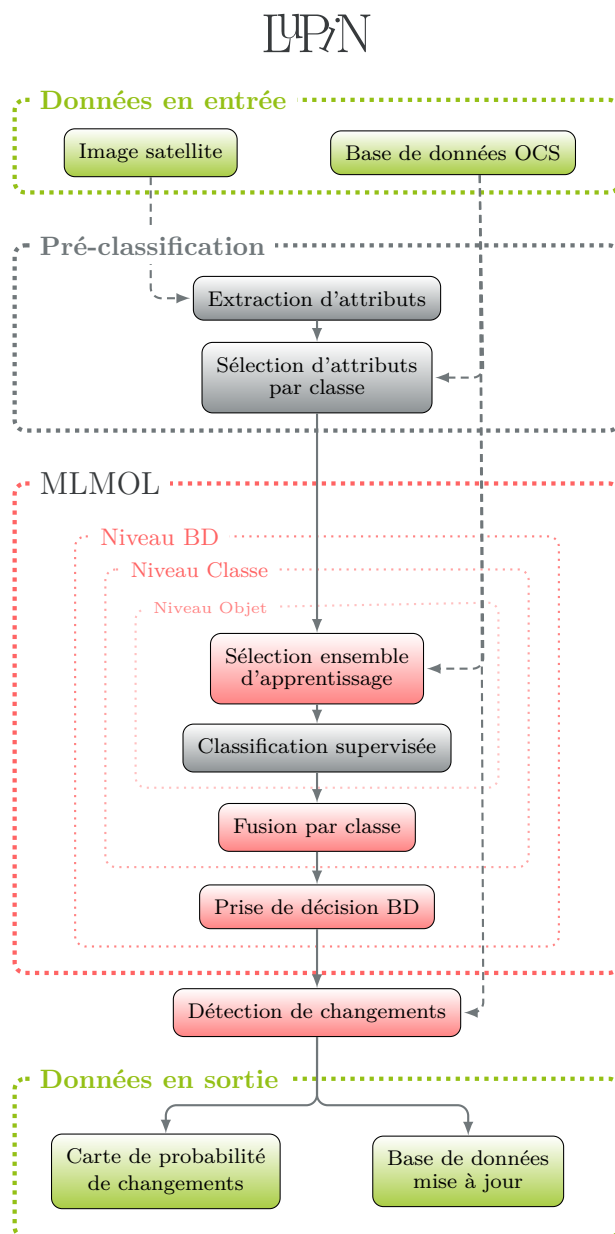 LUPiN
Données en entrée
Image satellite
Base de données OCS
Pré-classification
Extraction d'attributs
Sélection d'attributs
par classe
MLMOL
Niveau BD
Niveau Classe
Niveau Objet
Sélection ensemble
d'apprentissage
Classification supervisée
Fusion par classe
Prise de décision BD
Détection de changements
Données en sortie
Carte de probabilité
de changements
Base de données
mise à jour